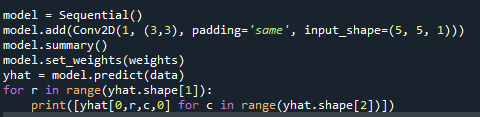 model = Sequential()
model.add(Conv2D(1, (3,3), padding='same', input_shape=(5, 5, 1)))
model.summary()
model.set_weights(weights)
yhat = model.predict(data)
for r in range(yhat.shape[1]):
    print([yhat[0,r,c,0] for c in range(yhat.shape[2])])